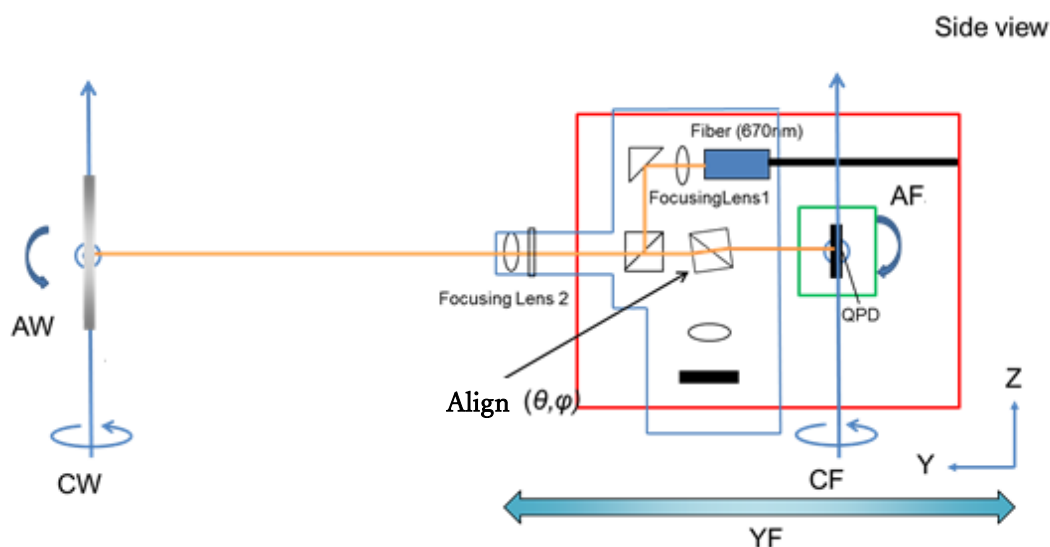 Side view
Fiber (670nm)
FocusingLens1
AF
AW
Focusing Lens 2
QPD
Align (θ,φ)
Z
Y
CW
CF
YF